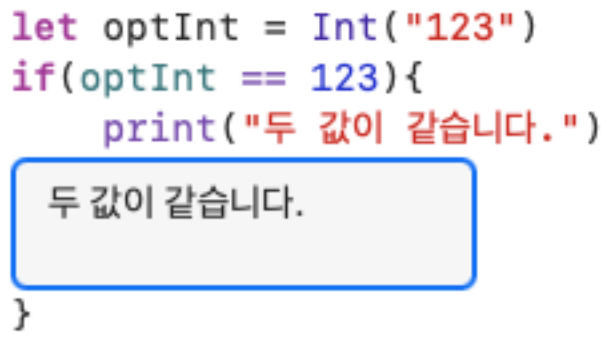 let optInt = Int("123")
if(optInt == 123){
    print("두 값이 같습니다.")
두 값이 같습니다.
}